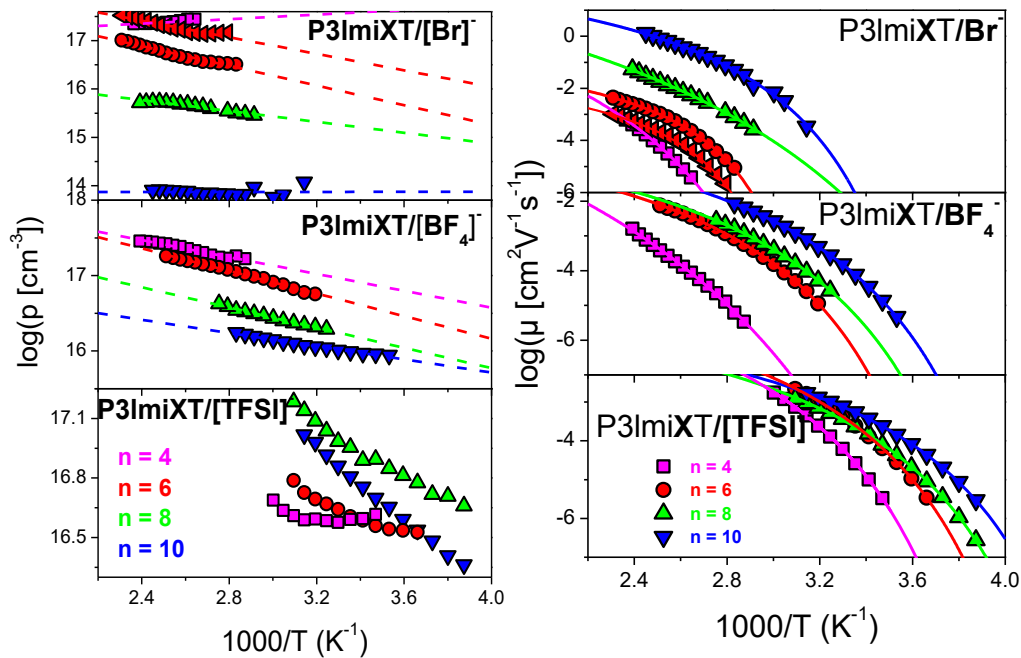 P3ImiXT/[Br]⁻
17
16
15
14
log(p [cm⁻³])
18
P3ImiXT/[BF₄]⁻
17
16
P3ImiXT/[TFSI]⁻
17.1
16.8
16.5
n = 4
n = 6
n = 8
n = 10
2.4 2.8 3.2 3.6 4.0
1000/T (K⁻¹)
P3ImiXT/Br⁻
0
-2
-4
-6
log(μ [cm²V⁻¹s⁻¹])
-2
P3ImiXT/BF₄⁻
-4
-6
P3ImiXT/[TFSI]⁻
-4
-6
n = 4
n = 6
n = 8
n = 10
2.4 2.8 3.2 3.6 4.0
1000/T (K⁻¹)